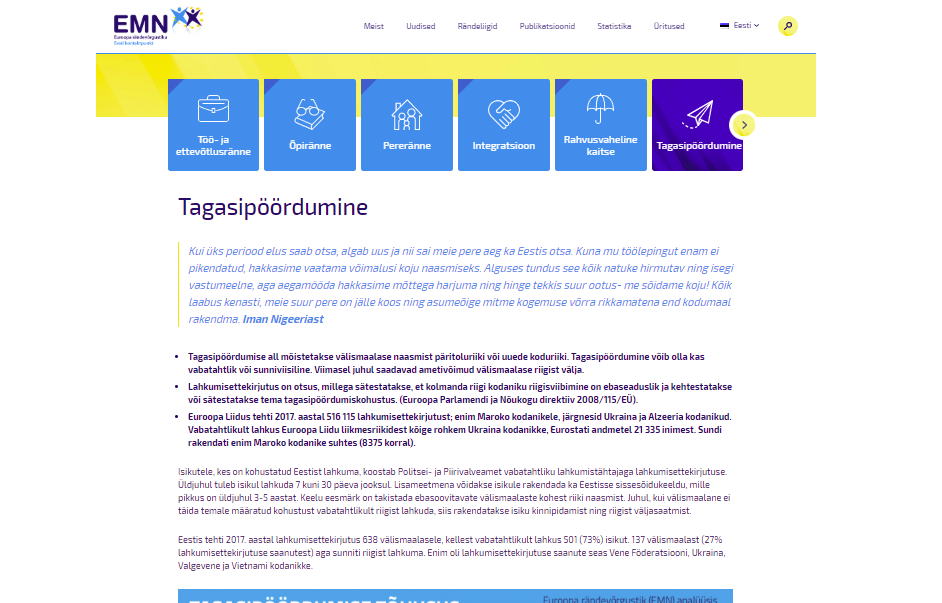 EMN
Euroopa rändevõrgustiku
Eesti kontaktpunkt
Meist Uudised Rändeliigid Publikatsioonid Statistika Üritused Eesti
Töö- ja
ettevõtlusränne
Õpiränne
Pereränne
Integratsioon
Rahvusvaheline
kaitse
Tagasipöördumine
Tagasipöördumine
Kui üks periood elus saab otsa, algab uus ja nii sai meie pere aeg ka Eestis otsa. Kuna mu töölepingut enam ei
pikendatud, hakkasime vaatama võimalusi koju naasmiseks. Alguses tundus see kõik natuke hirmutav ning isegi
vastumeelne, aga aegamööda hakkasime mõttega harjuma ning hinge tekkis suur ootus- me sõidame koju! Kõik
laabus kenasti, meie suur pere on jälle koos ning asumeõige mitme kogemuse võrra rikkamatena end kodumaal
rakendma. Iman Nigeeriast
• Tagasipöördumise all mõistetakse välismaalase naasmist päritoluriiki või uuede koduriiki. Tagasipöördumine võib olla kas
vabatahtlik või sunniviisiline. Viimasel juhul saadavad ametivõimud välismaalase riigist välja.
• Lahkumisettekirjutus on otsus, millega sätestatakse, et kolmanda riigi kodaniku riigisviibimine on ebaseaduslik ja kehtestatakse
või sätestatakse tema tagasipöördumiskohustus. (Euroopa Parlamendi ja Nõukogu direktiiv 2008/115/EÜ).
• Euroopa Liidus tehti 2017. aastal 516 115 lahkumisettekirjutust; enim Maroko kodanikele, järgnesid Ukraina ja Alzeeria kodanikud.
Vabatahtlikult lahkus Euroopa Liidu liikmesriikidest kõige rohkem Ukraina kodanikke, Eurostati andmetel 21 335 inimest. Sundi
rakendati enim Maroko kodanike suhtes (8375 korral).
Isikutele, kes on kohustatud Eestist lahkuma, koostab Politsei- ja Piirivalveamet vabatahtliku lahkumistähtajaga lahkumisettekirjutuse.
Üldjuhul tuleb isikul lahkuda 7 kuni 30 päeva jooksul. Lisameetmena võidakse isikule rakendada ka Eestisse sissesõidukeeldu, mille
pikkus on üldjuhul 3-5 aastat. Keelu eesmärk on takistada ebasoovitavate välismaalaste kohest riiki naasmist. Juhul, kui välismaalane ei
täida temale määratud kohustust vabatahtlikult riigist lahkuda, siis rakendatakse isiku kinnipidamist ning riigist väljasaatmist.
Eestis tehti 2017. aastal lahkumisettekirjutus 638 välismaalasele, kellest vabatahtlikult lahkus 501 (73%) isikut. 137 välismaalast (27%
lahkumisettekirjutuse saanutest) aga sunniti riigist lahkuma. Enim oli lahkumisettekirjutuse saanute seas Vene Föderatsiooni, Ukraina,
Valgevene ja Vietnami kodanikke.
TAGASIPÖÖRDUMIST TÕHUSUS
Euroopa rändevõrgustik (EMN) analüüsis